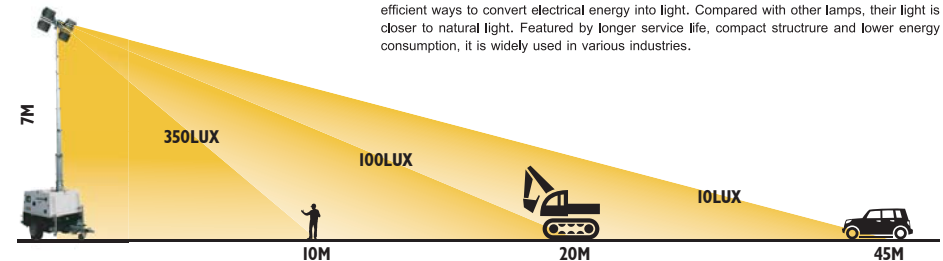 efficient ways to convert electrical energy into light. Compared with other lamps, their light is
closer to natural light. Featured by longer service life, compact structrure and lower energy
consumption, it is widely used in various industries.
7M
350LUX
100LUX
10LUX
10M
20M
45M